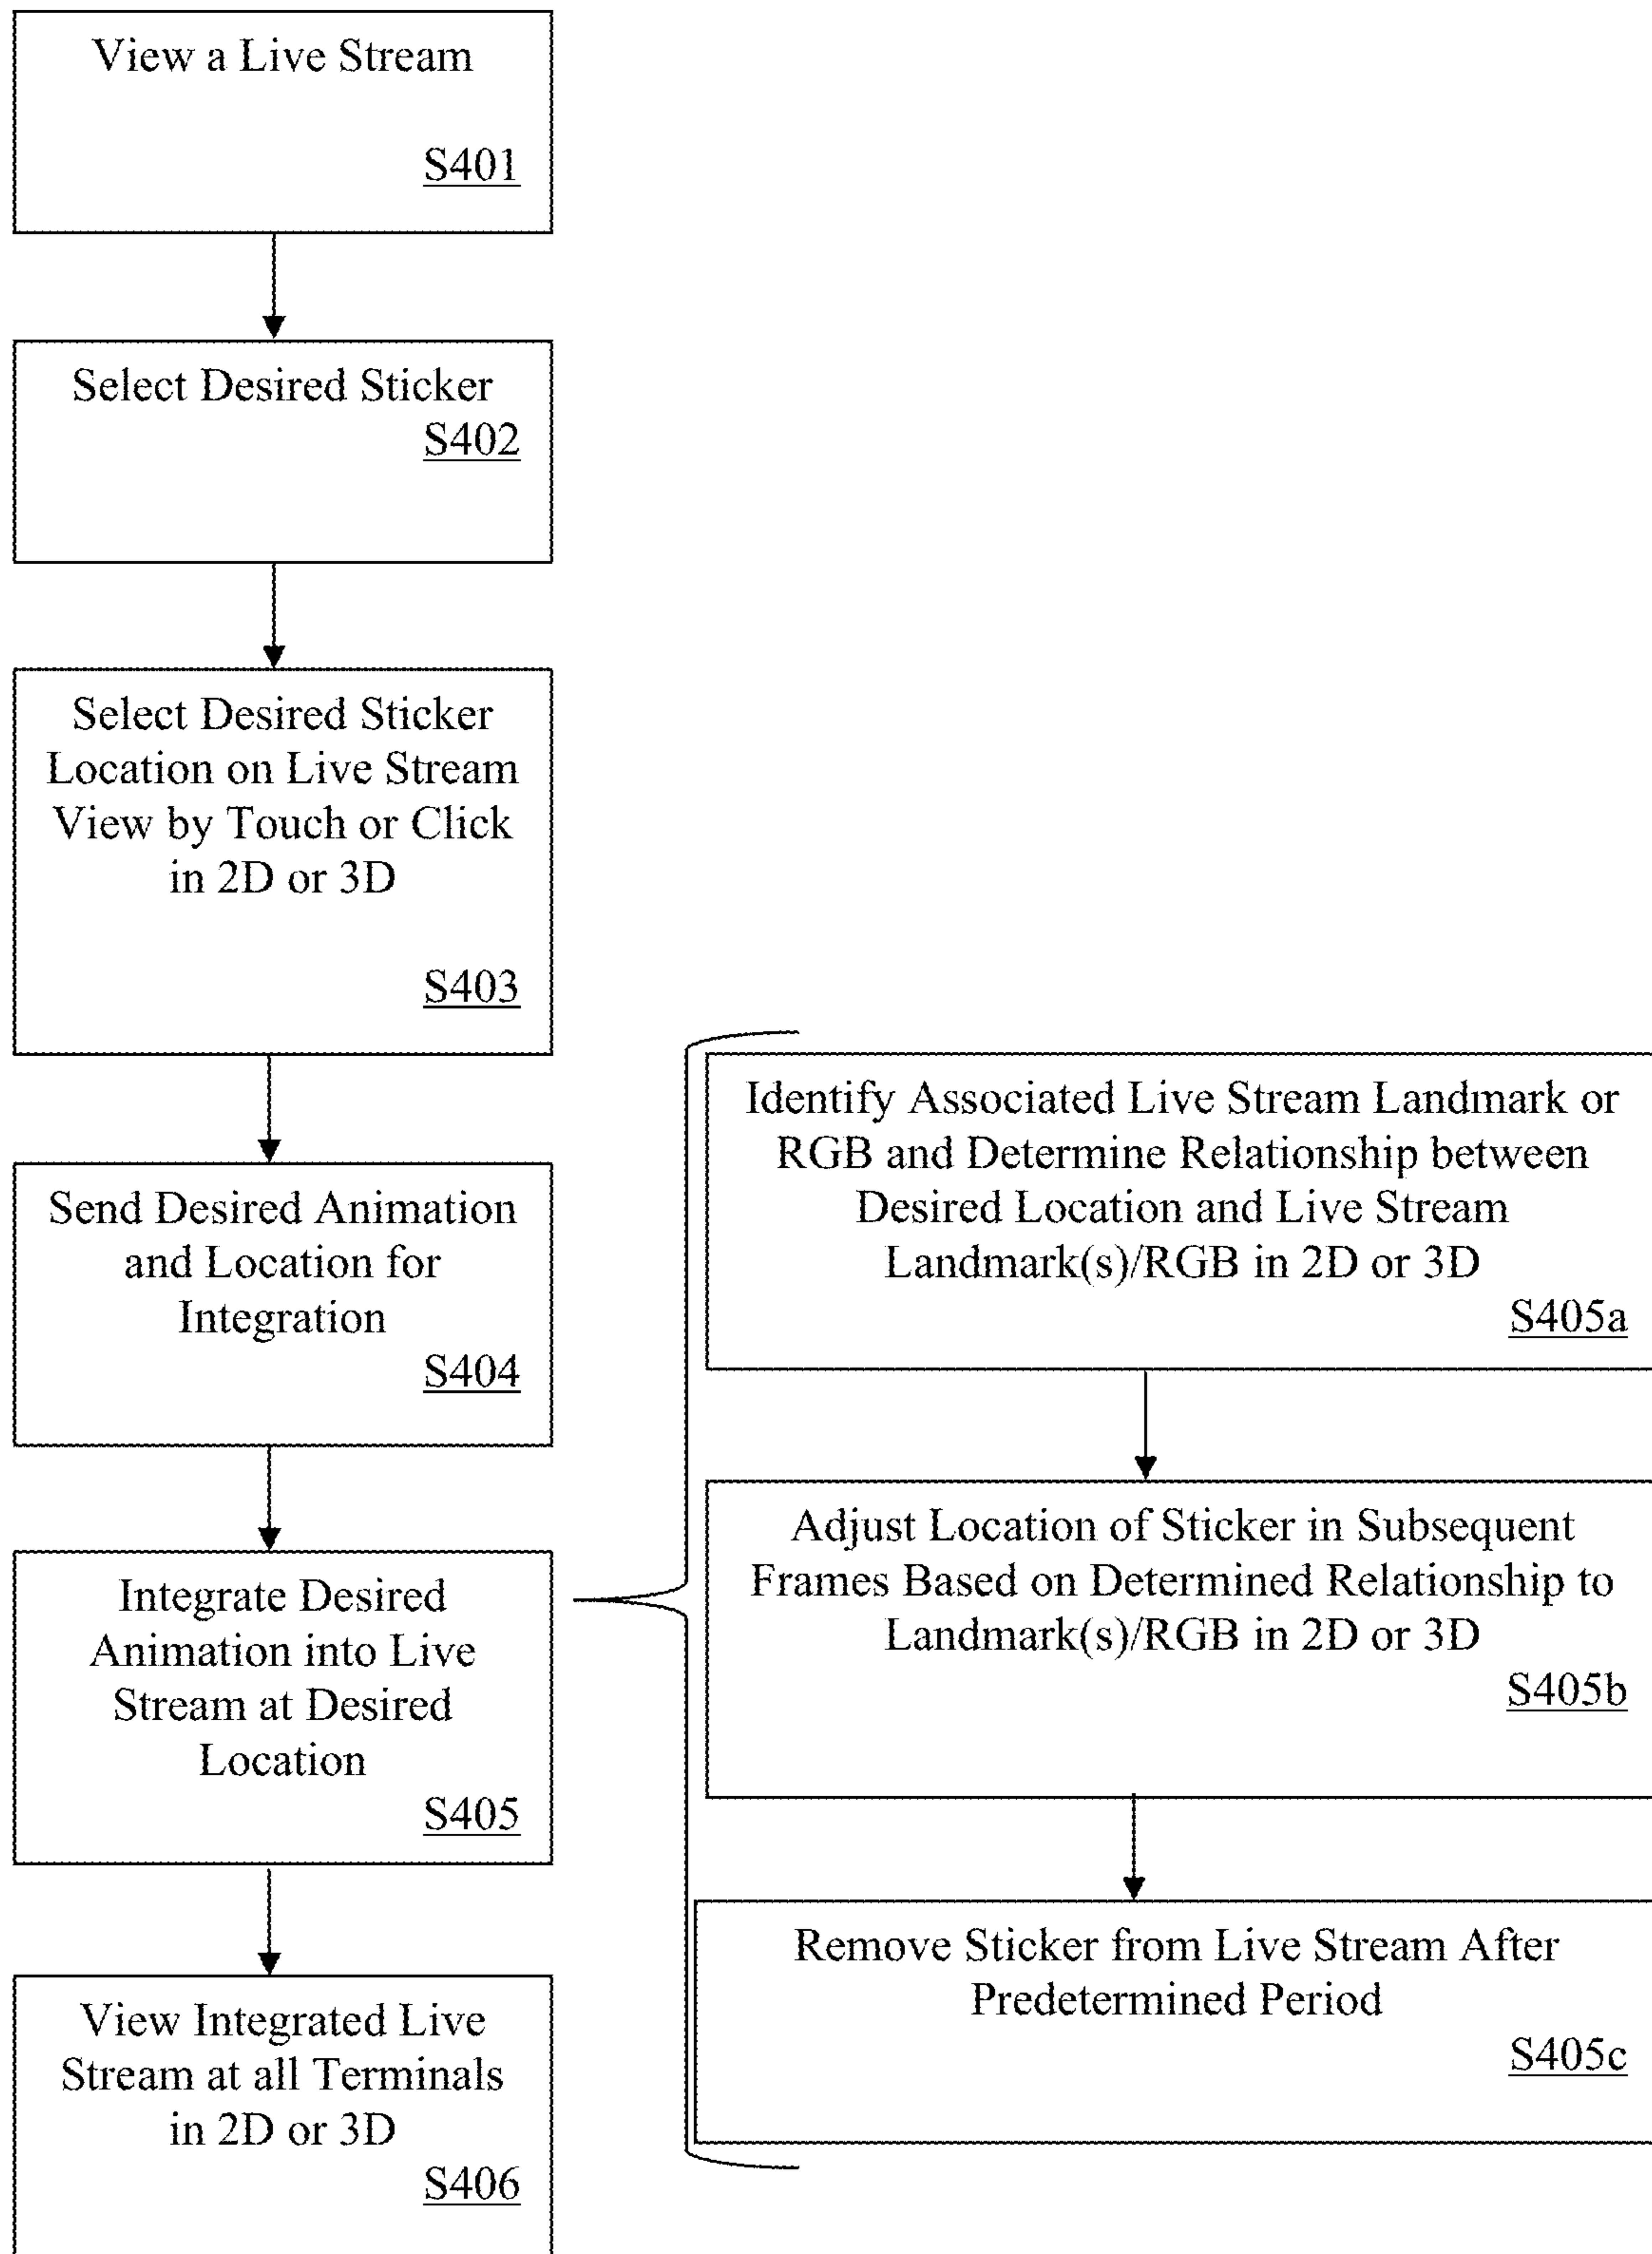 View a Live Stream
S401
Select Desired Sticker
S402
Select Desired Sticker
Location on Live Stream
View by Touch or Click
in 2D or 3D
S403
Send Desired Animation
and Location for
Integration
S404
Integrate Desired
Animation into Live
Stream at Desired
Location
S405
View Integrated Live
Stream at all Terminals
in 2D or 3D
S406
Identify Associated Live Stream Landmark or
RGB and Determine Relationship between
Desired Location and Live Stream
Landmark(s)/RGB in 2D or 3D
S405a
Adjust Location of Sticker in Subsequent
Frames Based on Determined Relationship to
Landmark(s)/RGB in 2D or 3D
S405b
Remove Sticker from Live Stream After
Predetermined Period
S405c